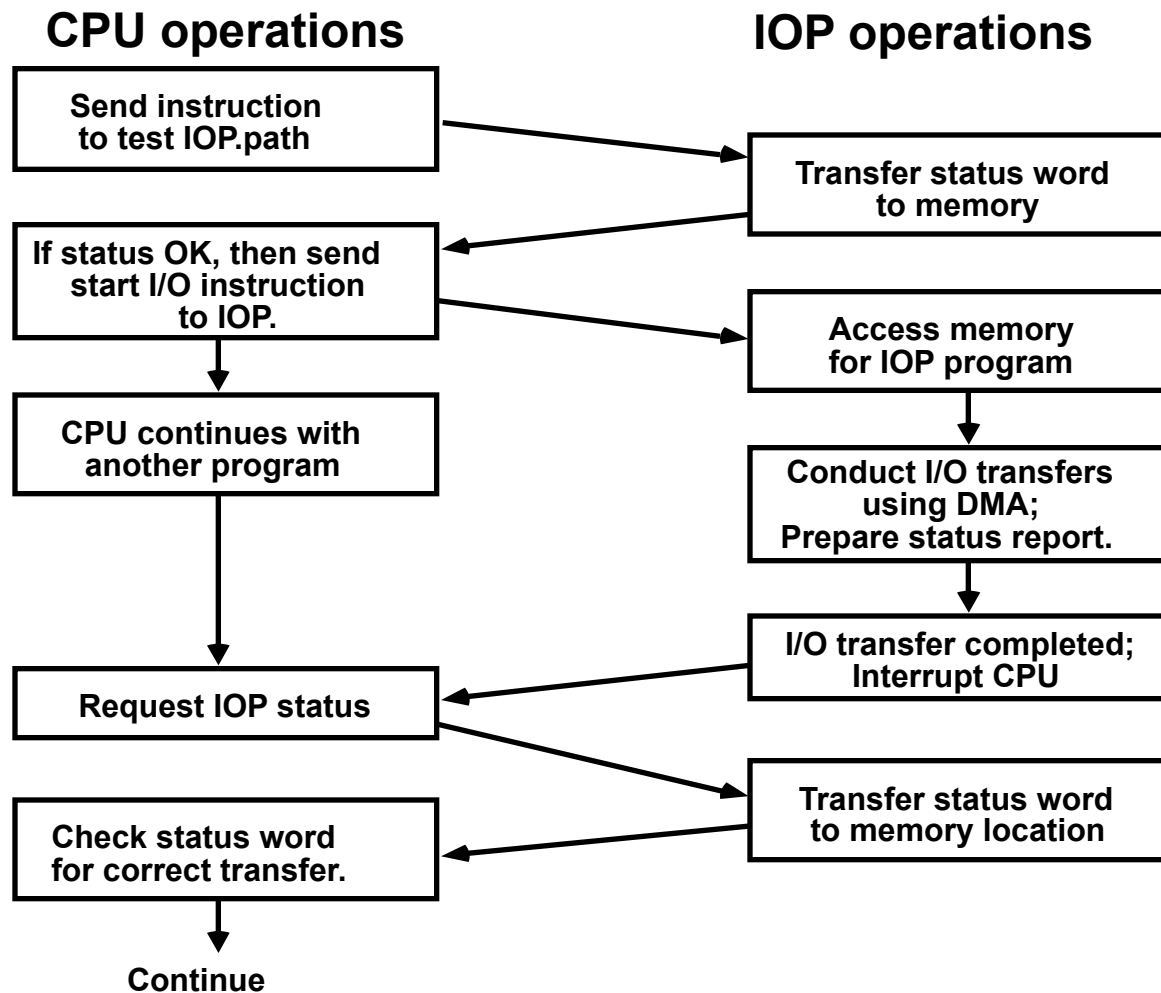 CPU operations
IOP operations
Send instruction
to test IOP.path
Transfer status word
to memory
If status OK, then send
start I/O instruction
to IOP.
Access memory
for IOP program
CPU continues with
another program
Conduct I/O transfers
using DMA;
Prepare status report.
I/O transfer completed;
Interrupt CPU
Request IOP status
Transfer status word
to memory location
Check status word
for correct transfer.
Continue